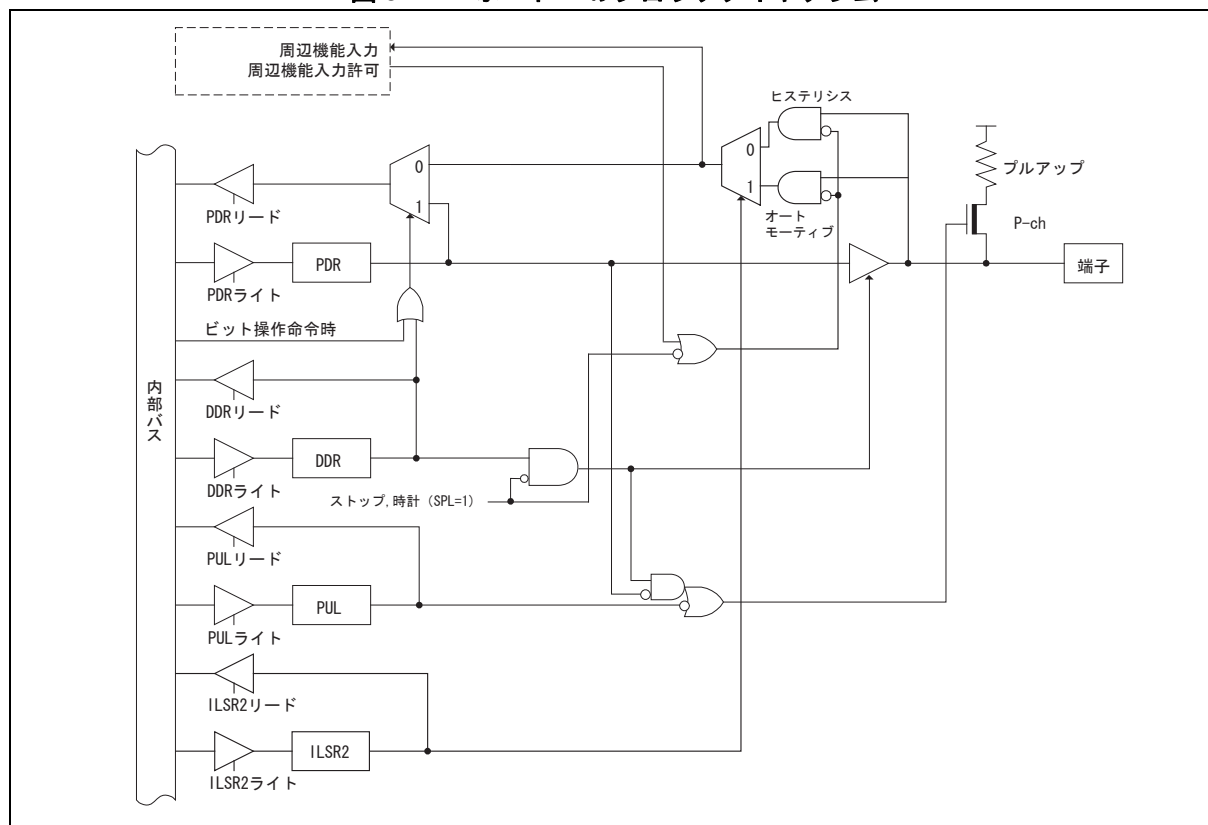 周辺機能入力
周辺機能入力許可
ヒステリシス
0
1
オート
モーティブ
プルアップ
P-ch
端子
0
1
PDRリード
PDR
PDRライト
ビット操作命令時
内部バス
DDRリード
DDR
DDRライト
ストップ,時計 (SPL=1)
PULリード
PUL
PULライト
ILSR2リード
ILSR2
ILSR2ライト